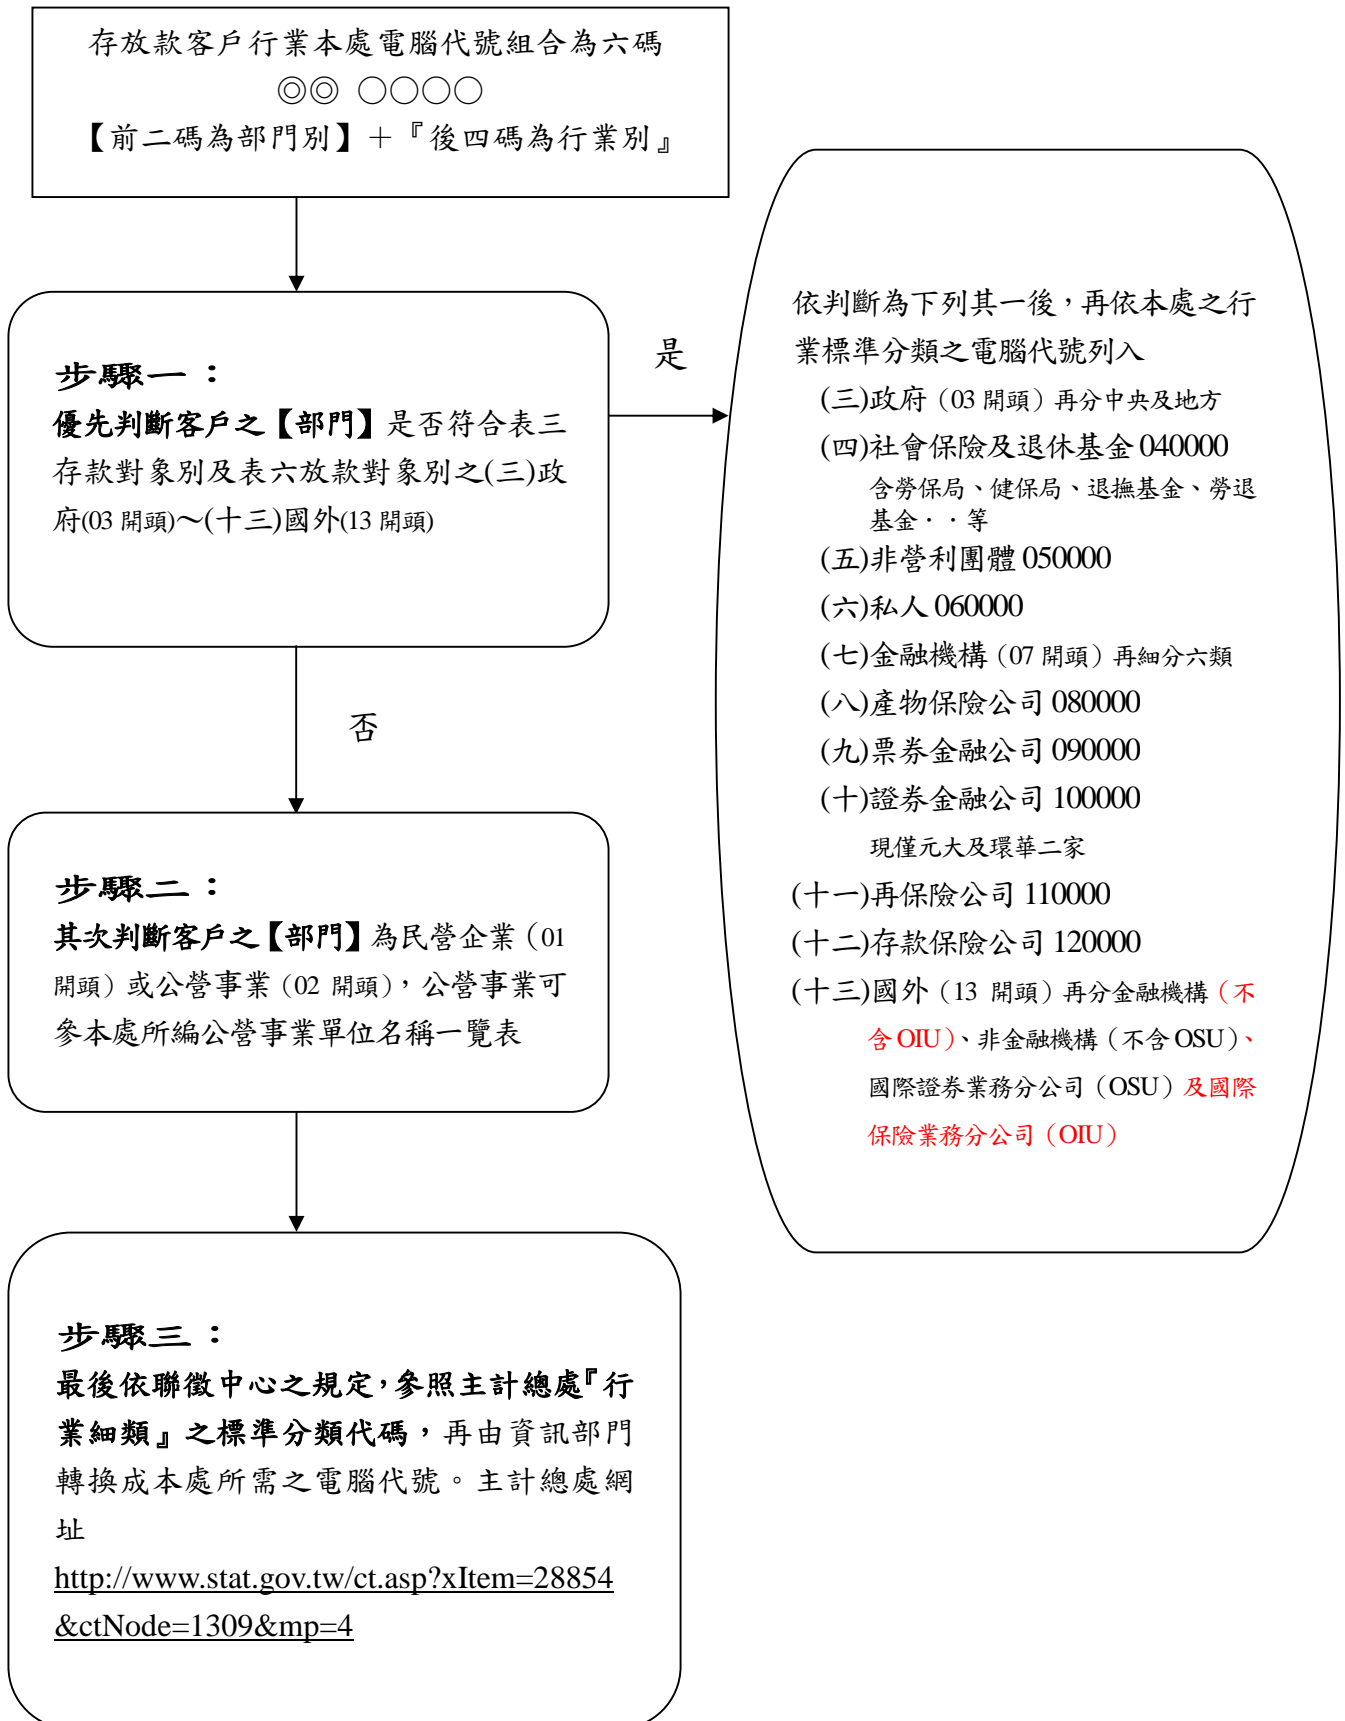 存放款客戶行業本處電腦代號組合為六碼
◎◎ ○○○○
【前二碼為部門別】＋『後四碼為行業別』
步驟一：
優先判斷客戶之【部門】是否符合表三
存款對象別及表六放款對象別之(三)政
府(03 開頭)～(十三)國外(13 開頭)
是
否
依判斷為下列其一後，再依本處之行
業標準分類之電腦代號列入
(三)政府（03 開頭）再分中央及地方
(四)社會保險及退休基金 040000
含勞保局、健保局、退撫基金、勞退
基金‧‧等
(五)非營利團體 050000
(六)私人 060000
(七)金融機構（07 開頭）再細分六類
(八)產物保險公司 080000
(九)票券金融公司 090000
(十)證券金融公司 100000
現僅元大及環華二家
(十一)再保險公司 110000
(十二)存款保險公司 120000
(十三)國外（13 開頭）再分金融機構（不
含 OIU）、非金融機構（不含 OSU）、
國際證券業務分公司（OSU）及國際
保險業務分公司（OIU）
步驟二：
其次判斷客戶之【部門】為民營企業（01
開頭）或公營事業（02 開頭），公營事業可
參本處所編公營事業單位名稱一覽表
步驟三：
最後依聯徵中心之規定，參照主計總處『行
業細類』之標準分類代碼，再由資訊部門
轉換成本處所需之電腦代號。主計總處網
址
http://www.stat.gov.tw/ct.asp?xItem=28854
&ctNode=1309&mp=4